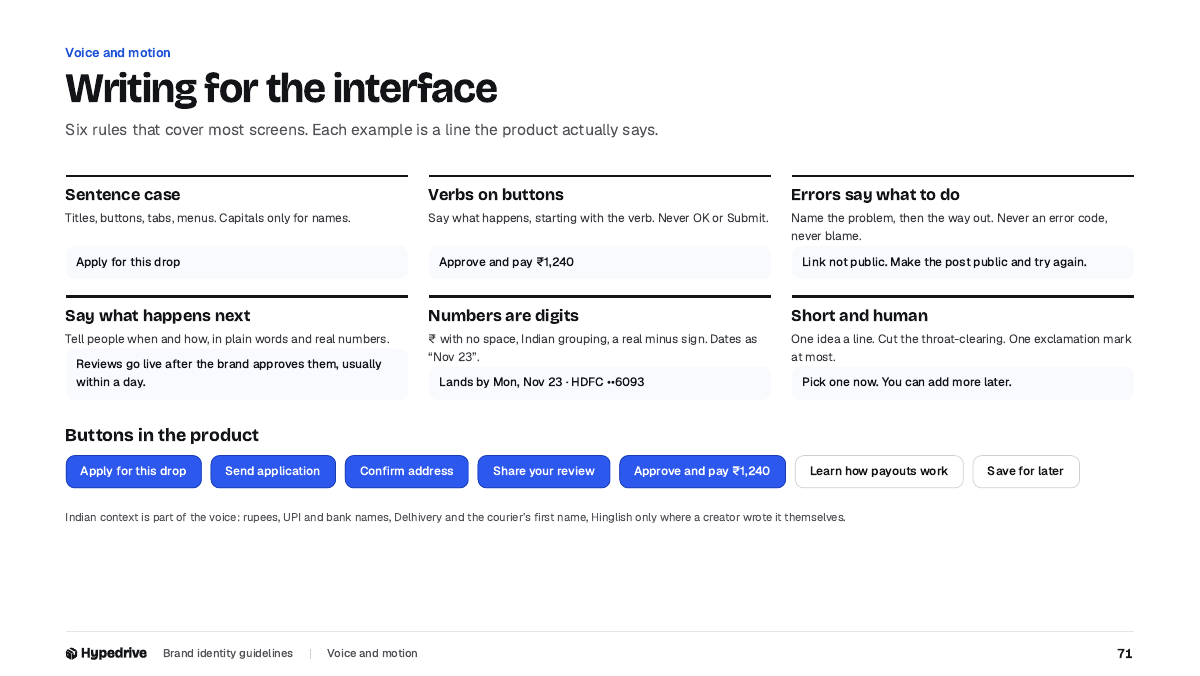 Voice and motion
Writing for the interface
Six rules that cover most screens. Each example is a line the product actually says.
Sentence case
Titles, buttons, tabs, menus. Capitals only for names.
Apply for this drop
Verbs on buttons
Say what happens, starting with the verb. Never OK or Submit.
Approve and pay ₹1,240
Errors say what to do
Name the problem, then the way out. Never an error code,
never blame.
Link not public. Make the post public and try again.
Say what happens next
Tell people when and how, in plain words and real numbers.
Reviews go live after the brand approves them, usually
within a day.
Numbers are digits
₹ with no space, Indian grouping, a real minus sign. Dates as
“Nov 23”.
Lands by Mon, Nov 23 · HDFC ••6093
Short and human
One idea a line. Cut the throat-clearing. One exclamation mark
at most.
Pick one now. You can add more later.
Buttons in the product
Apply for this drop
Send application
Confirm address
Share your review
Approve and pay ₹1,240
Learn how payouts work
Save for later
Indian context is part of the voice: rupees, UPI and bank names, Delhivery and the courier’s first name, Hinglish only where a creator wrote it themselves.
Hypedrive
Brand identity guidelines
Voice and motion
71